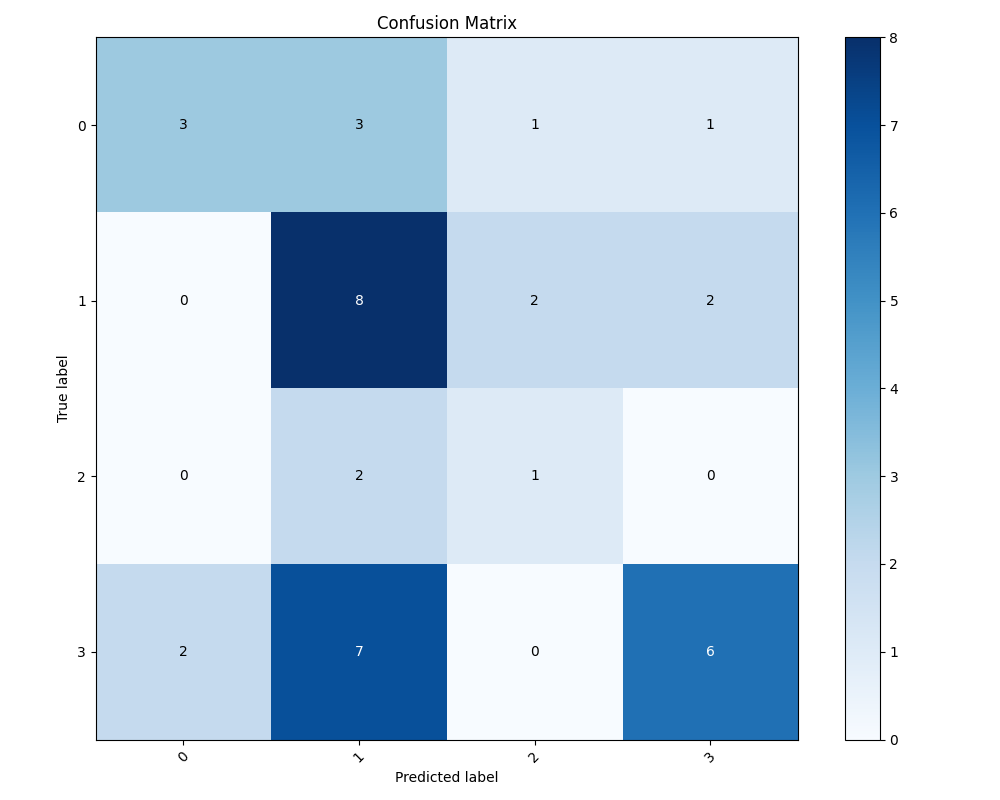 Confusion Matrix
0 3 3 1 1
1 0 8 2 2
2 0 2 1 0
3 2 7 0 6
0 1 2 3
True label
Predicted label
8
7
6
5
4
3
2
1
0